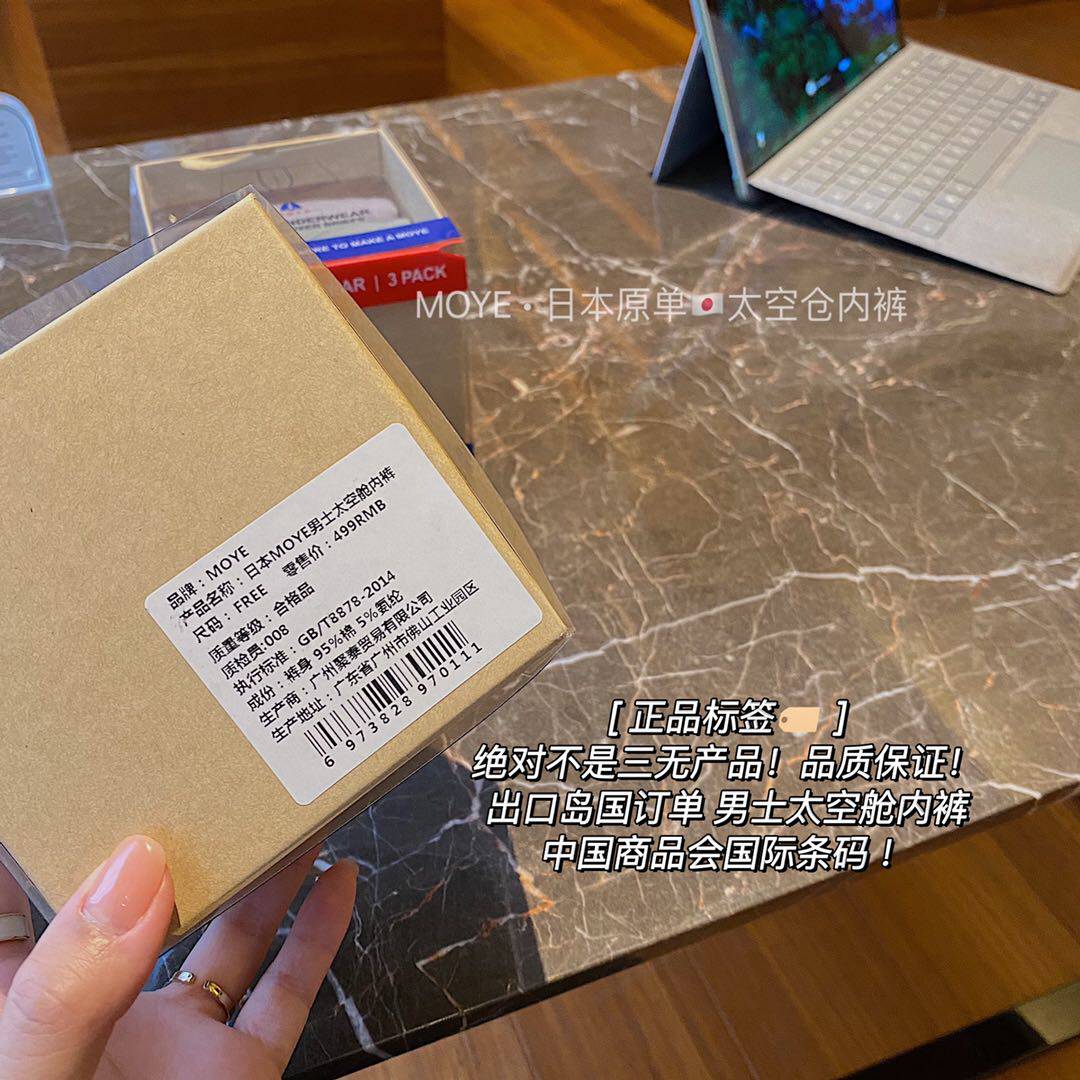 UNDERWEAR
RE TO MAKE A MOYE
AR | 3 PACK
MOYE·日本原单🇯🇵太空仓内裤
品牌：MOYE
产品名称：日本MOYE男士太空舱内裤
尺码：FREE 零售价：499RMB
质量等级：合格品
质检员:008
执行标准：GB/T8878-2014
成份：裤身 95%棉 5%氨纶
生产商：广州聚泰贸易有限公司
生产地址：广东省广州市佛山工业园区
6 973828 970111
[ 正品标签🏷️ ]
绝对不是三无产品！品质保证！
出口岛国订单 男士太空舱内裤
中国商品会国际条码！